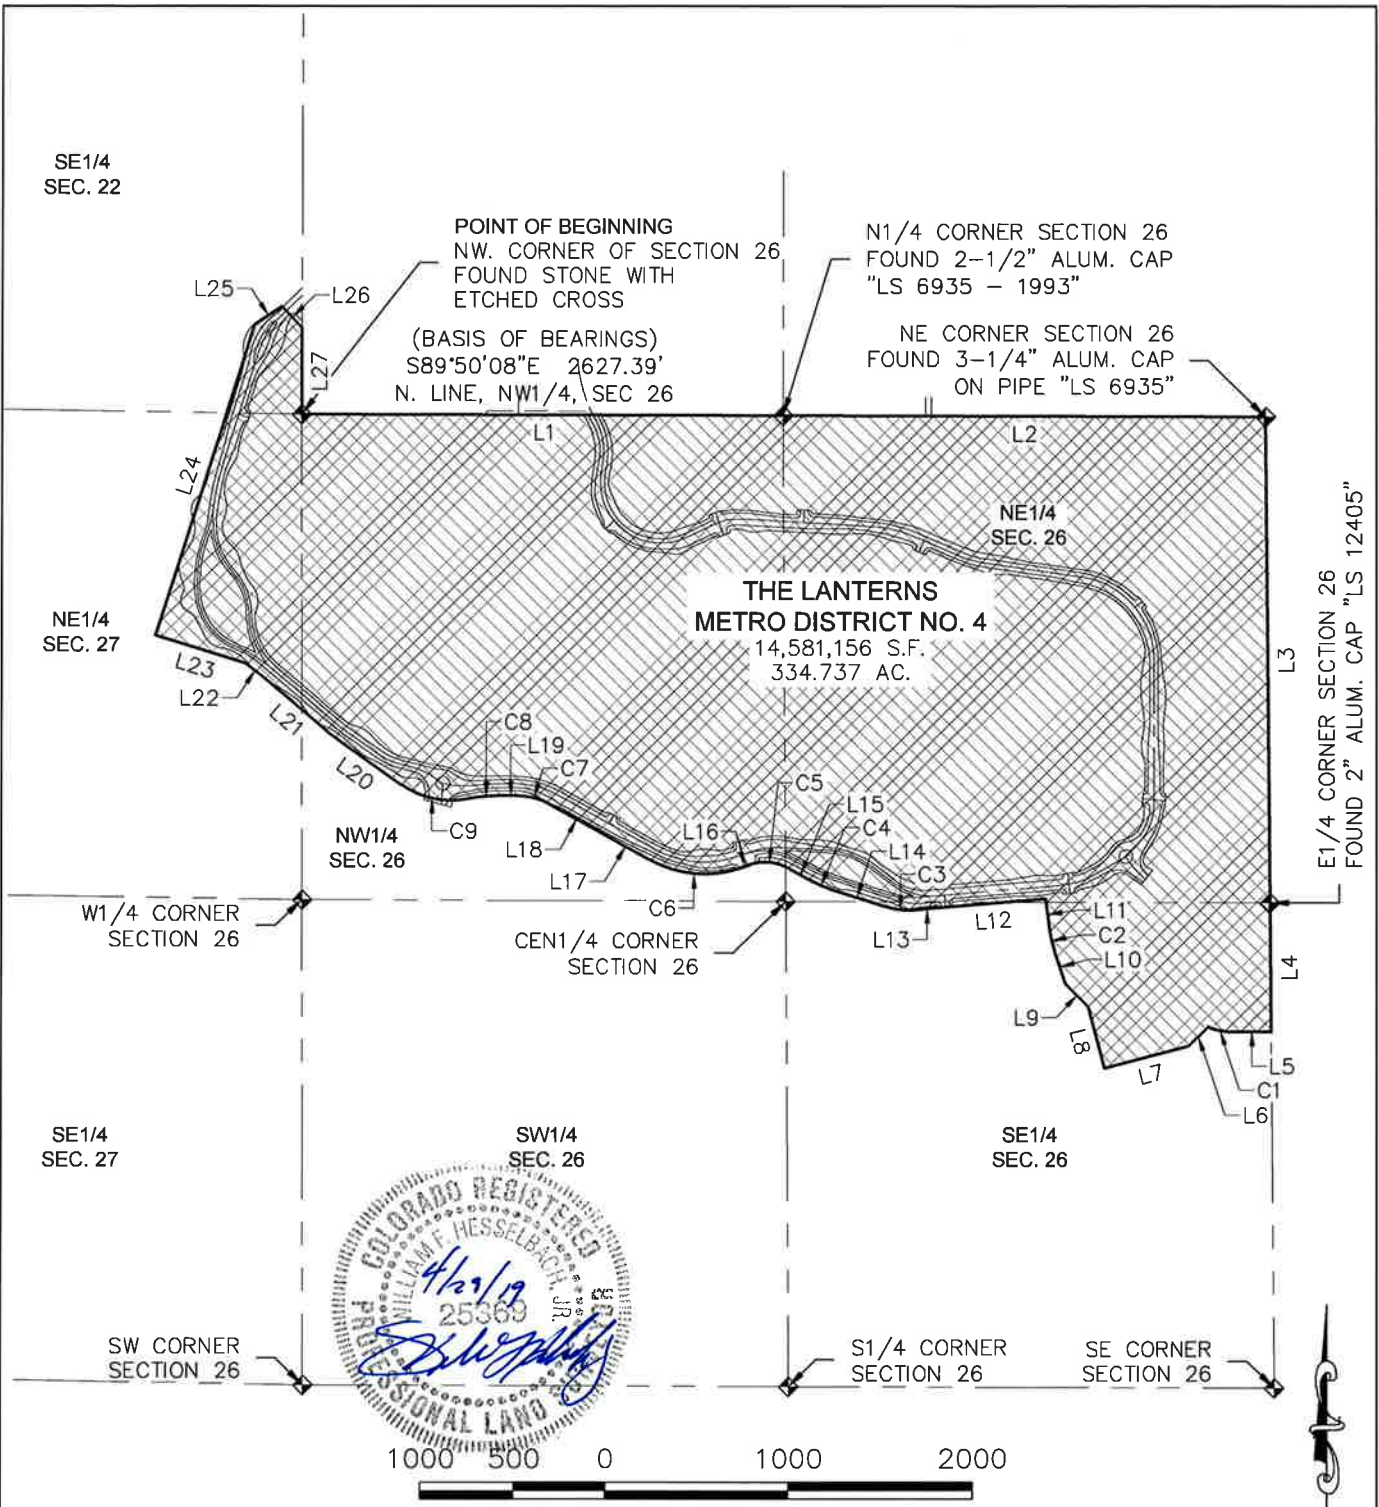 SE1/4
SEC. 22
POINT OF BEGINNING
NW. CORNER OF SECTION 26
FOUND STONE WITH
ETCHED CROSS
N1/4 CORNER SECTION 26
FOUND 2-1/2" ALUM. CAP
"LS 6935 - 1993"
L25
L26
(BASIS OF BEARINGS)
S89°50'08"E 2627.39'
N. LINE, NW1/4, SEC 26
NE CORNER SECTION 26
FOUND 3-1/4" ALUM. CAP
ON PIPE "LS 6935"
L27
L1
L2
L24
NE1/4
SEC. 26
THE LANTERNS
METRO DISTRICT NO. 4
14,581,156 S.F.
334.737 AC.
E1/4 CORNER SECTION 26
FOUND 2" ALUM. CAP "LS 12405"
L3
NE1/4
SEC. 27
L23
L22
L21
L20
C8
L19
C7
C5
L15
C4
L14
C3
L16
C9
NW1/4
SEC. 26
L18
L17
C6
W1/4 CORNER
SECTION 26
CEN1/4 CORNER
SECTION 26
L13
L12
L11
C2
L10
L4
L9
L8
L7
L5
C1
L6
SE1/4
SEC. 27
SW1/4
SEC. 26
SE1/4
SEC. 26
COLORADO REGISTERED
WILLIAM F. HESSELBACH, JR.
4/29/19
25369
PROFESSIONAL LAND
SW CORNER
SECTION 26
S1/4 CORNER
SECTION 26
SE CORNER
SECTION 26
1000 500 0 1000 2000